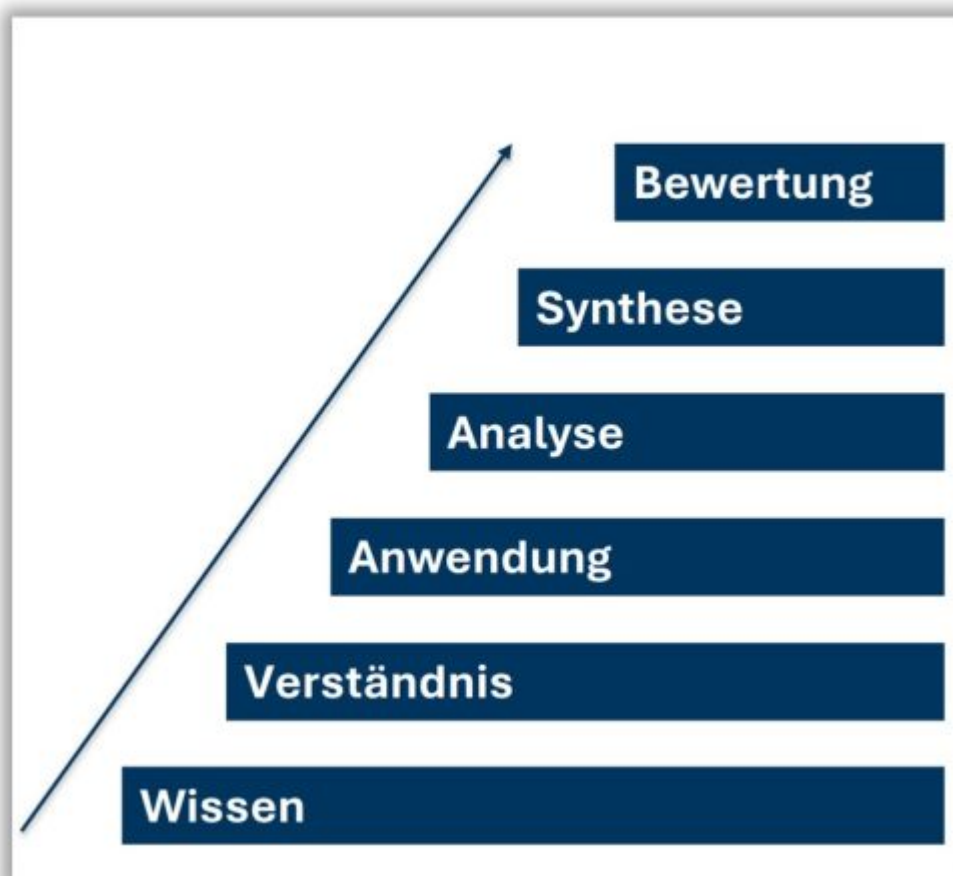 Bewertung
Synthese
Analyse
Anwendung
Verständnis
Wissen